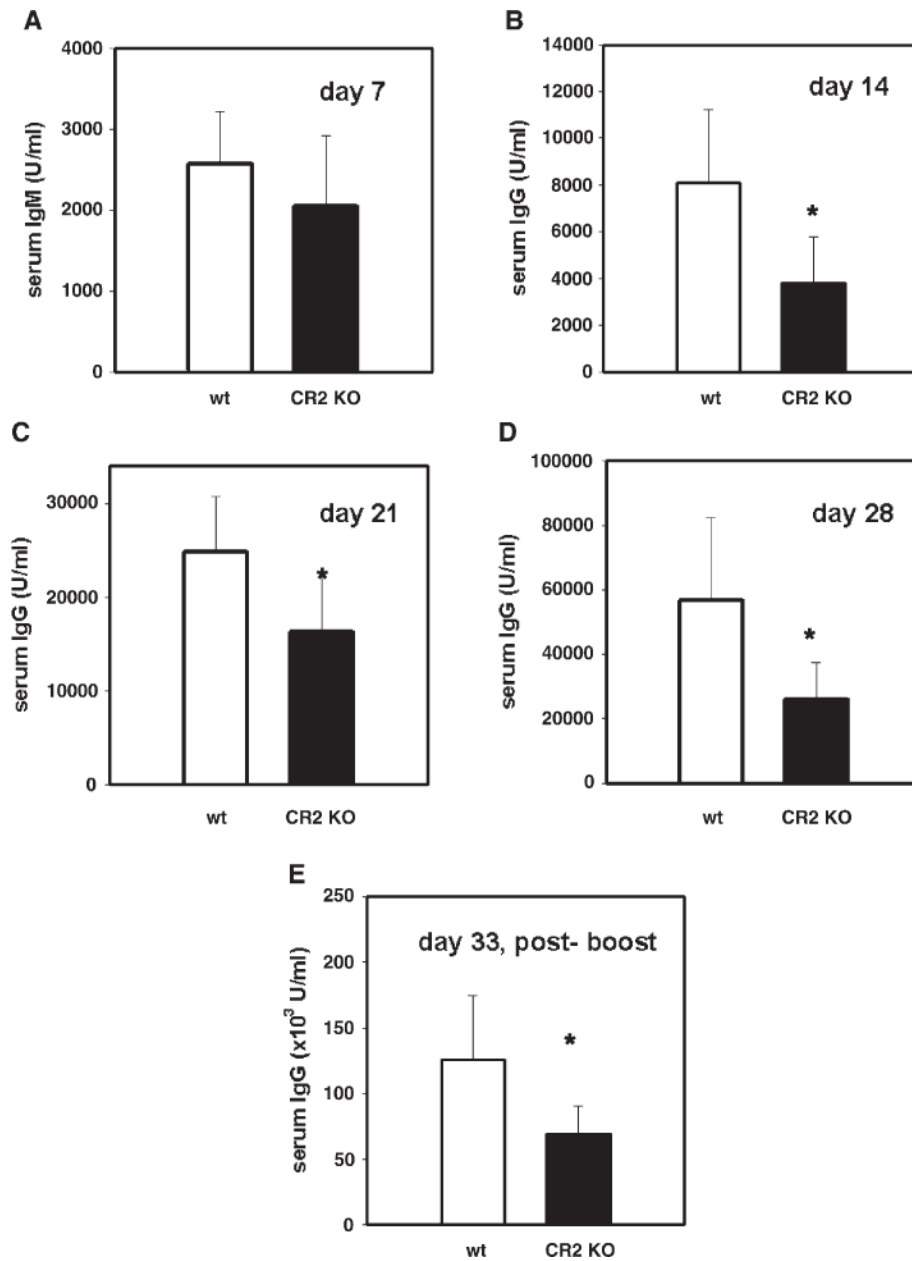 A
4000
3000
2000
1000
0
serum IgM (U/ml)
day 7
wt CR2 KO
B
14000
12000
10000
8000
6000
4000
2000
0
serum IgG (U/ml)
day 14
*
wt CR2 KO
C
30000
20000
10000
0
serum IgG (U/ml)
day 21
*
wt CR2 KO
D
100000
80000
60000
40000
20000
0
serum IgG (U/ml)
day 28
*
wt CR2 KO
E
250
200
150
100
50
0
serum IgG (x10³ U/ml)
day 33, post- boost
*
wt CR2 KO